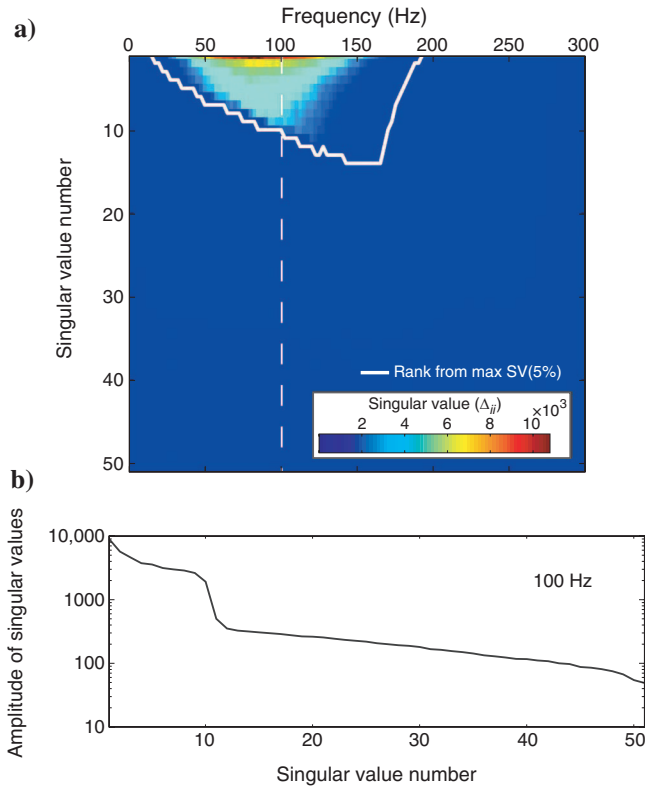 a)
Frequency (Hz)
0 50 100 150 200 250 300
Singular value number
10
20
30
40
50
Rank from max SV(5%)
Singular value (Δii)
×10³
2 4 6 8 10
b)
Amplitude of singular values
10,000
1000
100
10
100 Hz
10 20 30 40 50
Singular value number